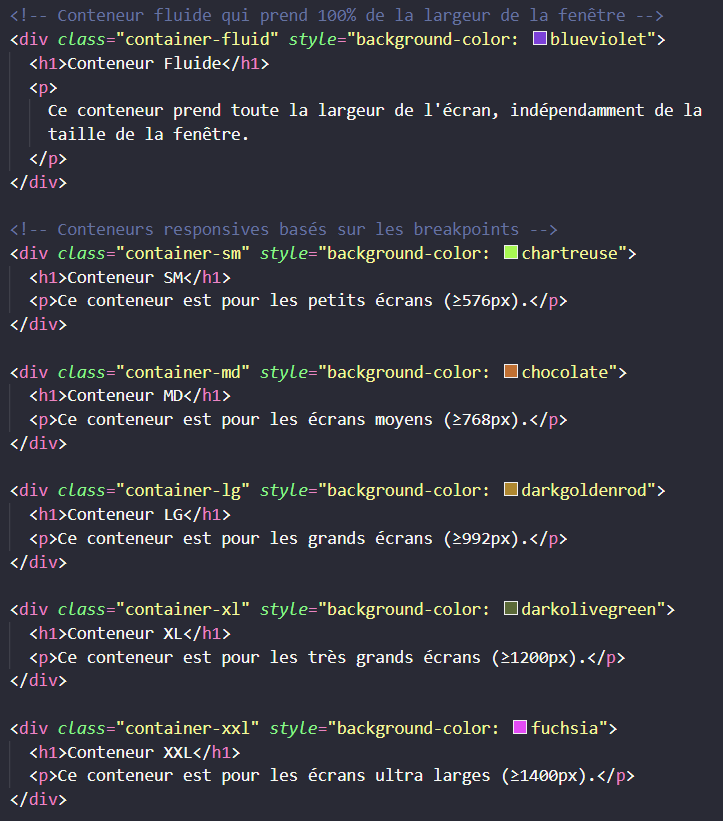 <!-- Conteneur fluide qui prend 100% de la largeur de la fenêtre -->
<div class="container-fluid" style="background-color: blueviolet">
  <h1>Conteneur Fluide</h1>
  <p>
    Ce conteneur prend toute la largeur de l'écran, indépendamment de la
    taille de la fenêtre.
  </p>
</div>

<!-- Conteneurs responsives basés sur les breakpoints -->
<div class="container-sm" style="background-color: chartreuse">
  <h1>Conteneur SM</h1>
  <p>Ce conteneur est pour les petits écrans (≥576px).</p>
</div>

<div class="container-md" style="background-color: chocolate">
  <h1>Conteneur MD</h1>
  <p>Ce conteneur est pour les écrans moyens (≥768px).</p>
</div>

<div class="container-lg" style="background-color: darkgoldenrod">
  <h1>Conteneur LG</h1>
  <p>Ce conteneur est pour les grands écrans (≥992px).</p>
</div>

<div class="container-xl" style="background-color: darkolivegreen">
  <h1>Conteneur XL</h1>
  <p>Ce conteneur est pour les très grands écrans (≥1200px).</p>
</div>

<div class="container-xxl" style="background-color: fuchsia">
  <h1>Conteneur XXL</h1>
  <p>Ce conteneur est pour les écrans ultra larges (≥1400px).</p>
</div>